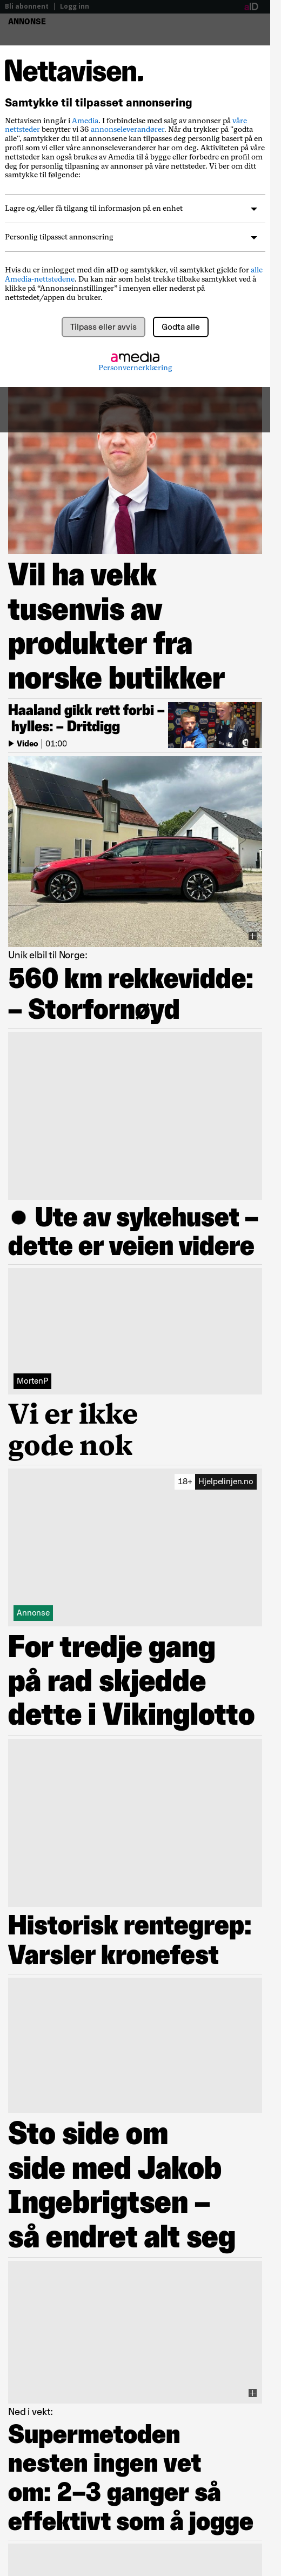 Bli abonnent | Logg inn
aID
ANNONSE
Nettavisen.
Samtykke til tilpasset annonsering
Nettavisen inngår i Amedia. I forbindelse med salg av annonser på våre
nettsteder benytter vi 36 annonseleverandører. Når du trykker på "godta
alle", samtykker du til at annonsene kan tilpasses deg personlig basert på en
profil som vi eller våre annonseleverandører har om deg. Aktiviteten på våre
nettsteder kan også brukes av Amedia til å bygge eller forbedre en profil om
deg for personlig tilpasning av annonser på våre nettsteder. Vi ber om ditt
samtykke til følgende:
Lagre og/eller få tilgang til informasjon på en enhet
Personlig tilpasset annonsering
Hvis du er innlogget med din aID og samtykker, vil samtykket gjelde for alle
Amedia-nettstedene. Du kan når som helst trekke tilbake samtykket ved å
klikke på “Annonseinnstillinger” i menyen eller nederst på
nettstedet/appen du bruker.
Tilpass eller avvis
Godta alle
amedia
Personvernerklæring
Vil ha vekk
tusenvis av
produkter fra
norske butikker
Haaland gikk rett forbi –
hylles: – Dritdigg
Video | 01:00
Unik elbil til Norge:
560 km rekkevidde:
– Storfornøyd
● Ute av sykehuset –
dette er veien videre
MortenP
Vi er ikke
gode nok
18+ Hjelpelinjen.no
Annonse
For tredje gang
på rad skjedde
dette i Vikinglotto
Historisk rentegrep:
Varsler kronefest
Sto side om
side med Jakob
Ingebrigtsen –
så endret alt seg
Ned i vekt:
Supermetoden
nesten ingen vet
om: 2–3 ganger så
effektivt som å jogge